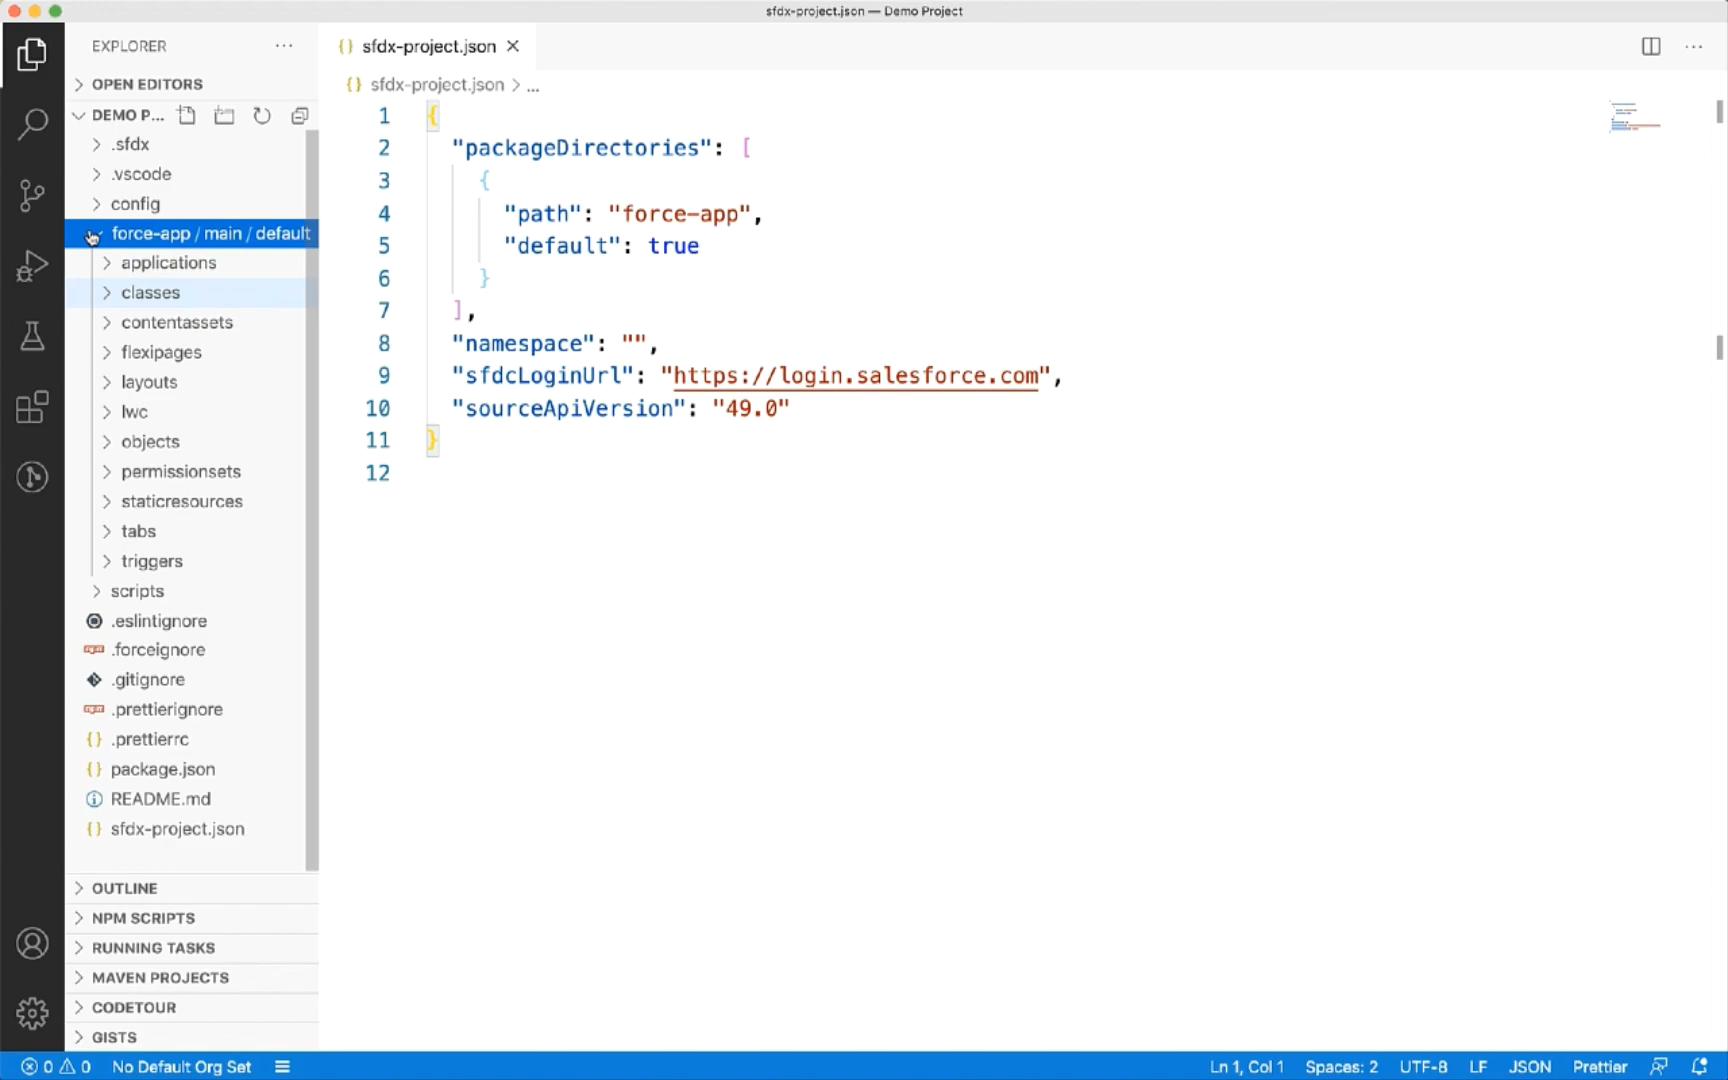 sfdx-project.json — Demo Project
EXPLORER
OPEN EDITORS
DEMO P...
.sfdx
.vscode
config
force-app / main / default
applications
classes
contentassets
flexipages
layouts
lwc
objects
permissionsets
staticresources
tabs
triggers
scripts
.eslintignore
.forceignore
.gitignore
.prettierignore
{} .prettierrc
{} package.json
README.md
{} sfdx-project.json
OUTLINE
NPM SCRIPTS
RUNNING TASKS
MAVEN PROJECTS
CODETOUR
GISTS
{} sfdx-project.json
{} sfdx-project.json > ...
1 {
2 "packageDirectories": [
3 {
4 "path": "force-app",
5 "default": true
6 }
7 ],
8 "namespace": "",
9 "sfdcLoginUrl": "https://login.salesforce.com",
10 "sourceApiVersion": "49.0"
11 }
12
0 0 No Default Org Set
Ln 1, Col 1 Spaces: 2 UTF-8 LF JSON Prettier